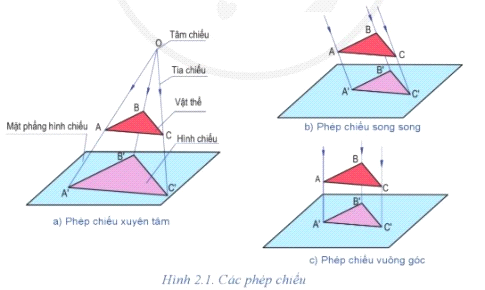 O
Tâm chiếu
Tia chiếu
Vật thể
B
A
C
Mặt phẳng hình chiếu
Hình chiếu
B'
A'
C'
a) Phép chiếu xuyên tâm
B
A
C
B'
A'
C'
b) Phép chiếu song song
B
A
C
B'
A'
C'
c) Phép chiếu vuông góc
Hình 2.1. Các phép chiếu